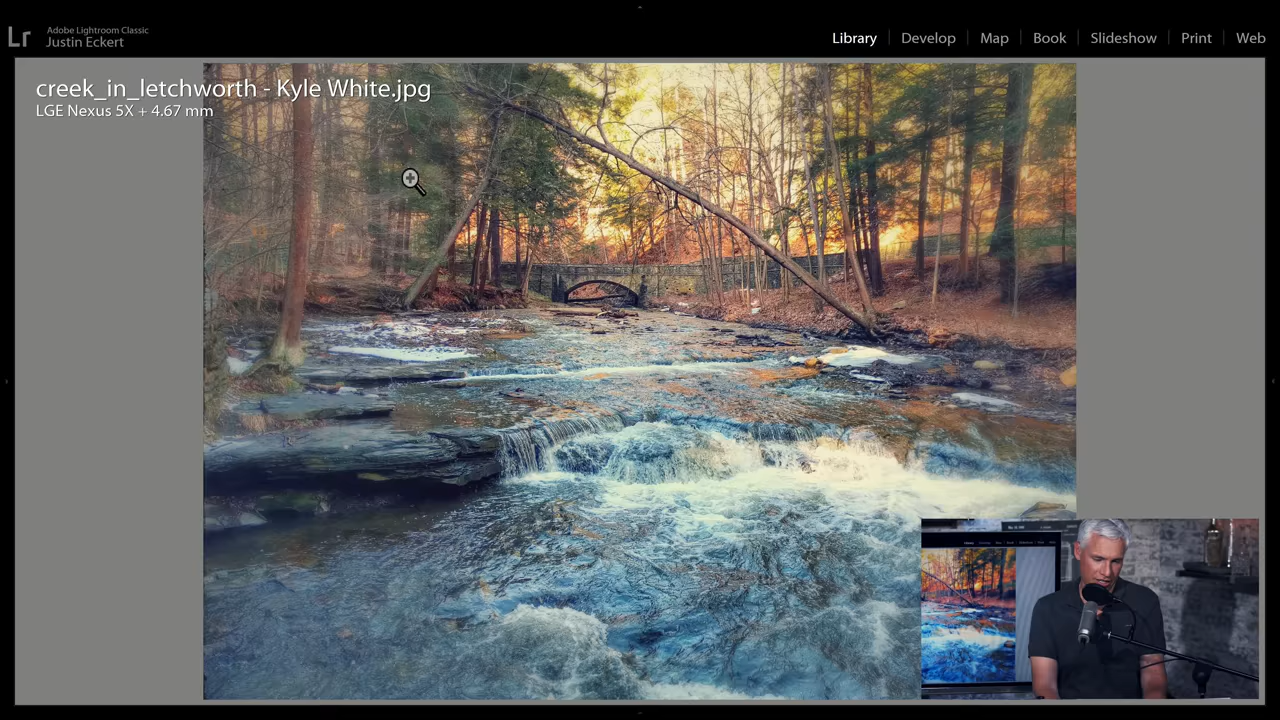 Lr
Adobe Lightroom Classic
Justin Eckert
Library
Develop
Map
Book
Slideshow
Print
Web
creek_in_letchworth - Kyle White.jpg
LGE Nexus 5X + 4.67 mm